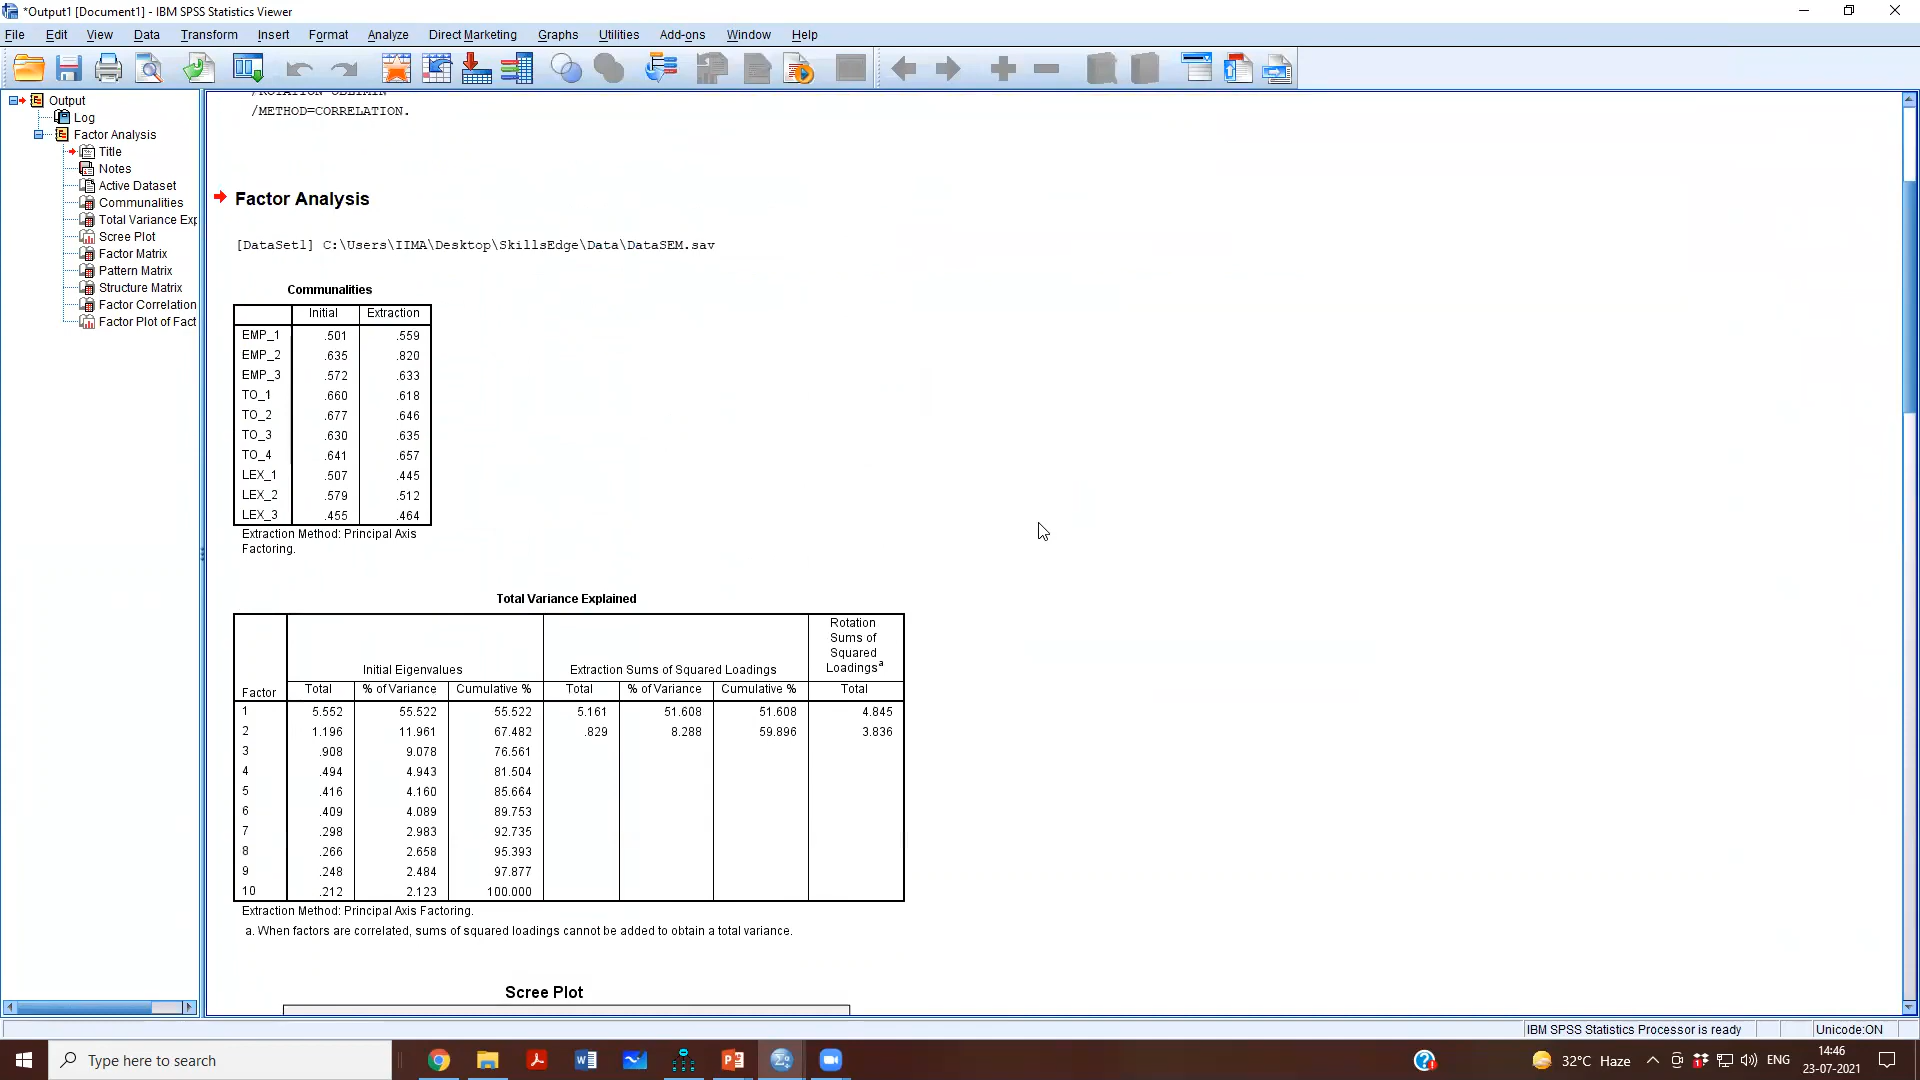 *Output1 [Document1] - IBM SPSS Statistics Viewer
File Edit View Data Transform Insert Format Analyze Direct Marketing Graphs Utilities Add-ons Window Help
Output
Log
Factor Analysis
Title
Notes
Active Dataset
Communalities
Total Variance Exp
Scree Plot
Factor Matrix
Pattern Matrix
Structure Matrix
Factor Correlation
Factor Plot of Fact
/METHOD=CORRELATION.
Factor Analysis
[DataSet1] C:\Users\IIMA\Desktop\SkillsEdge\Data\DataSEM.sav
Communalities
Initial Extraction
EMP_1 .501 .559
EMP_2 .635 .820
EMP_3 .572 .633
TO_1 .660 .618
TO_2 .677 .646
TO_3 .630 .635
TO_4 .641 .657
LEX_1 .507 .445
LEX_2 .579 .512
LEX_3 .455 .464
Extraction Method: Principal Axis
Factoring.
Total Variance Explained
Factor Initial Eigenvalues Extraction Sums of Squared Loadings Rotation Sums of Squared Loadings a
Total % of Variance Cumulative % Total % of Variance Cumulative % Total
1 5.552 55.522 55.522 5.161 51.608 51.608 4.845
2 1.196 11.961 67.482 .829 8.288 59.896 3.836
3 .908 9.078 76.561
4 .494 4.943 81.504
5 .416 4.160 85.664
6 .409 4.089 89.753
7 .298 2.983 92.735
8 .266 2.658 95.393
9 .248 2.484 97.877
10 .212 2.123 100.000
Extraction Method: Principal Axis Factoring.
a. When factors are correlated, sums of squared loadings cannot be added to obtain a total variance.
Scree Plot
IBM SPSS Statistics Processor is ready Unicode:ON
Type here to search
32°C Haze
ENG
14:46
23-07-2021